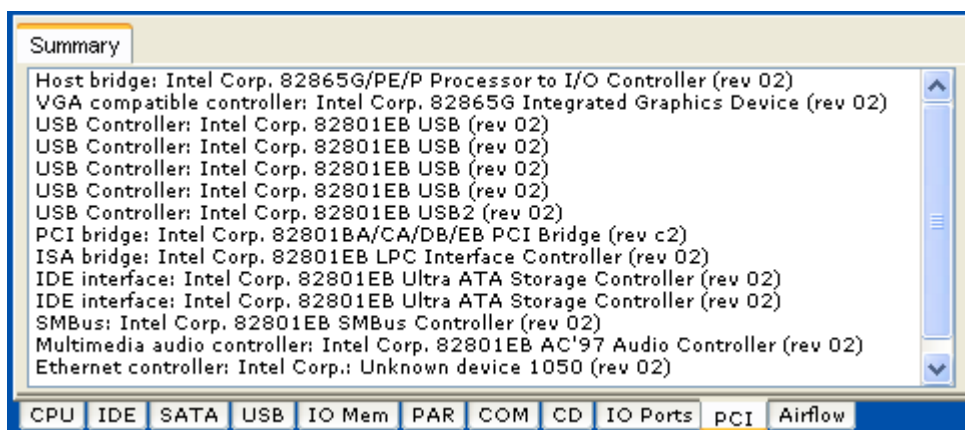 Summary
Host bridge: Intel Corp. 82865G/PE/P Processor to I/O Controller (rev 02)
VGA compatible controller: Intel Corp. 82865G Integrated Graphics Device (rev 02)
USB Controller: Intel Corp. 82801EB USB (rev 02)
USB Controller: Intel Corp. 82801EB USB (rev 02)
USB Controller: Intel Corp. 82801EB USB (rev 02)
USB Controller: Intel Corp. 82801EB USB (rev 02)
USB Controller: Intel Corp. 82801EB USB2 (rev 02)
PCI bridge: Intel Corp. 82801BA/CA/DB/EB PCI Bridge (rev c2)
ISA bridge: Intel Corp. 82801EB LPC Interface Controller (rev 02)
IDE interface: Intel Corp. 82801EB Ultra ATA Storage Controller (rev 02)
IDE interface: Intel Corp. 82801EB Ultra ATA Storage Controller (rev 02)
SMBus: Intel Corp. 82801EB SMBus Controller (rev 02)
Multimedia audio controller: Intel Corp. 82801EB AC'97 Audio Controller (rev 02)
Ethernet controller: Intel Corp.: Unknown device 1050 (rev 02)
CPU IDE SATA USB IO Mem PAR COM CD IO Ports PCI Airflow